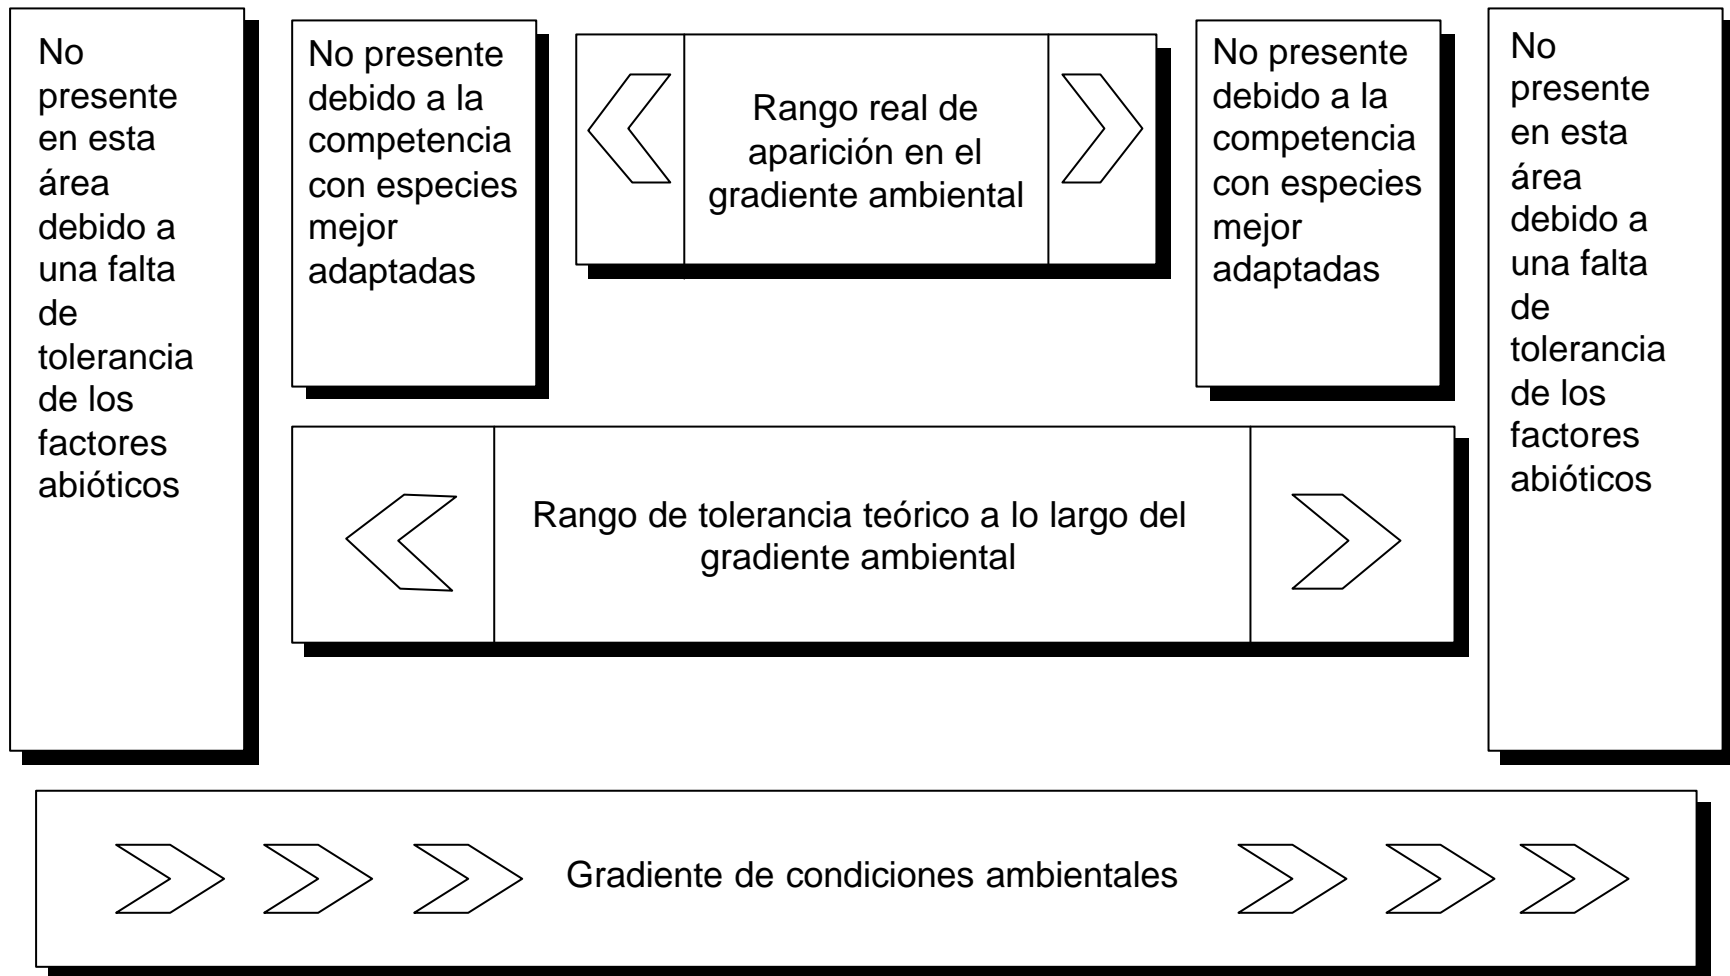 No
presente
en esta
área
debido a
una falta
de
tolerancia
de los
factores
abióticos
No presente
debido a la
competencia
con especies
mejor
adaptadas
Rango real de
aparición en el
gradiente ambiental
No presente
debido a la
competencia
con especies
mejor
adaptadas
No
presente
en esta
área
debido a
una falta
de
tolerancia
de los
factores
abióticos
Rango de tolerancia teórico a lo largo del
gradiente ambiental
Gradiente de condiciones ambientales